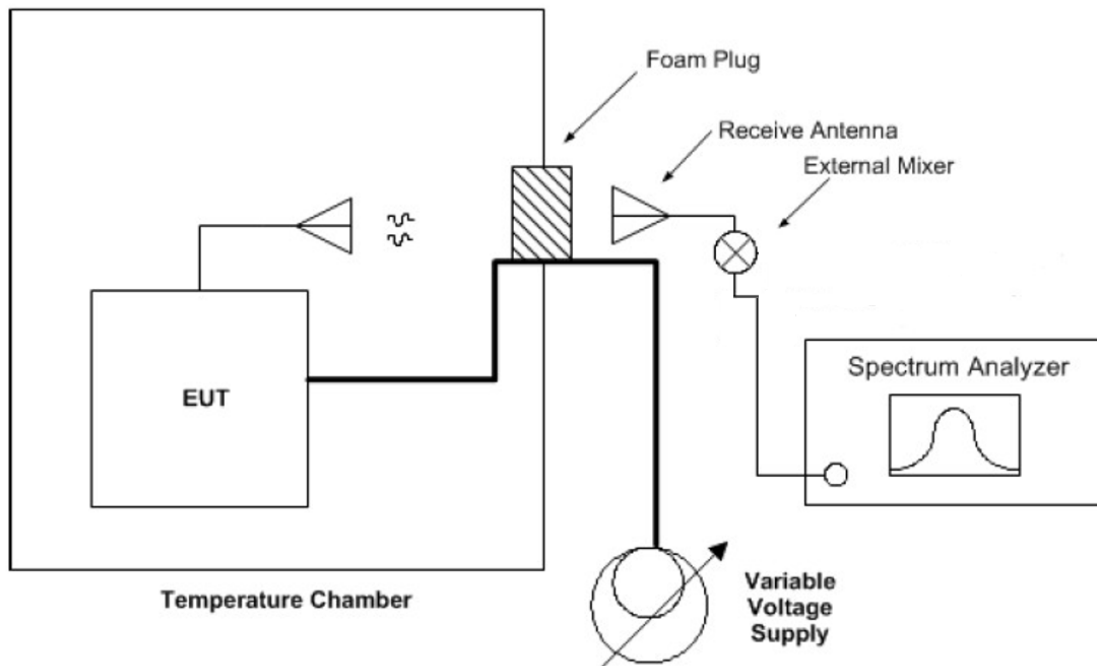 Foam Plug
Receive Antenna
External Mixer
Spectrum Analyzer
EUT
Temperature Chamber
Variable
Voltage
Supply